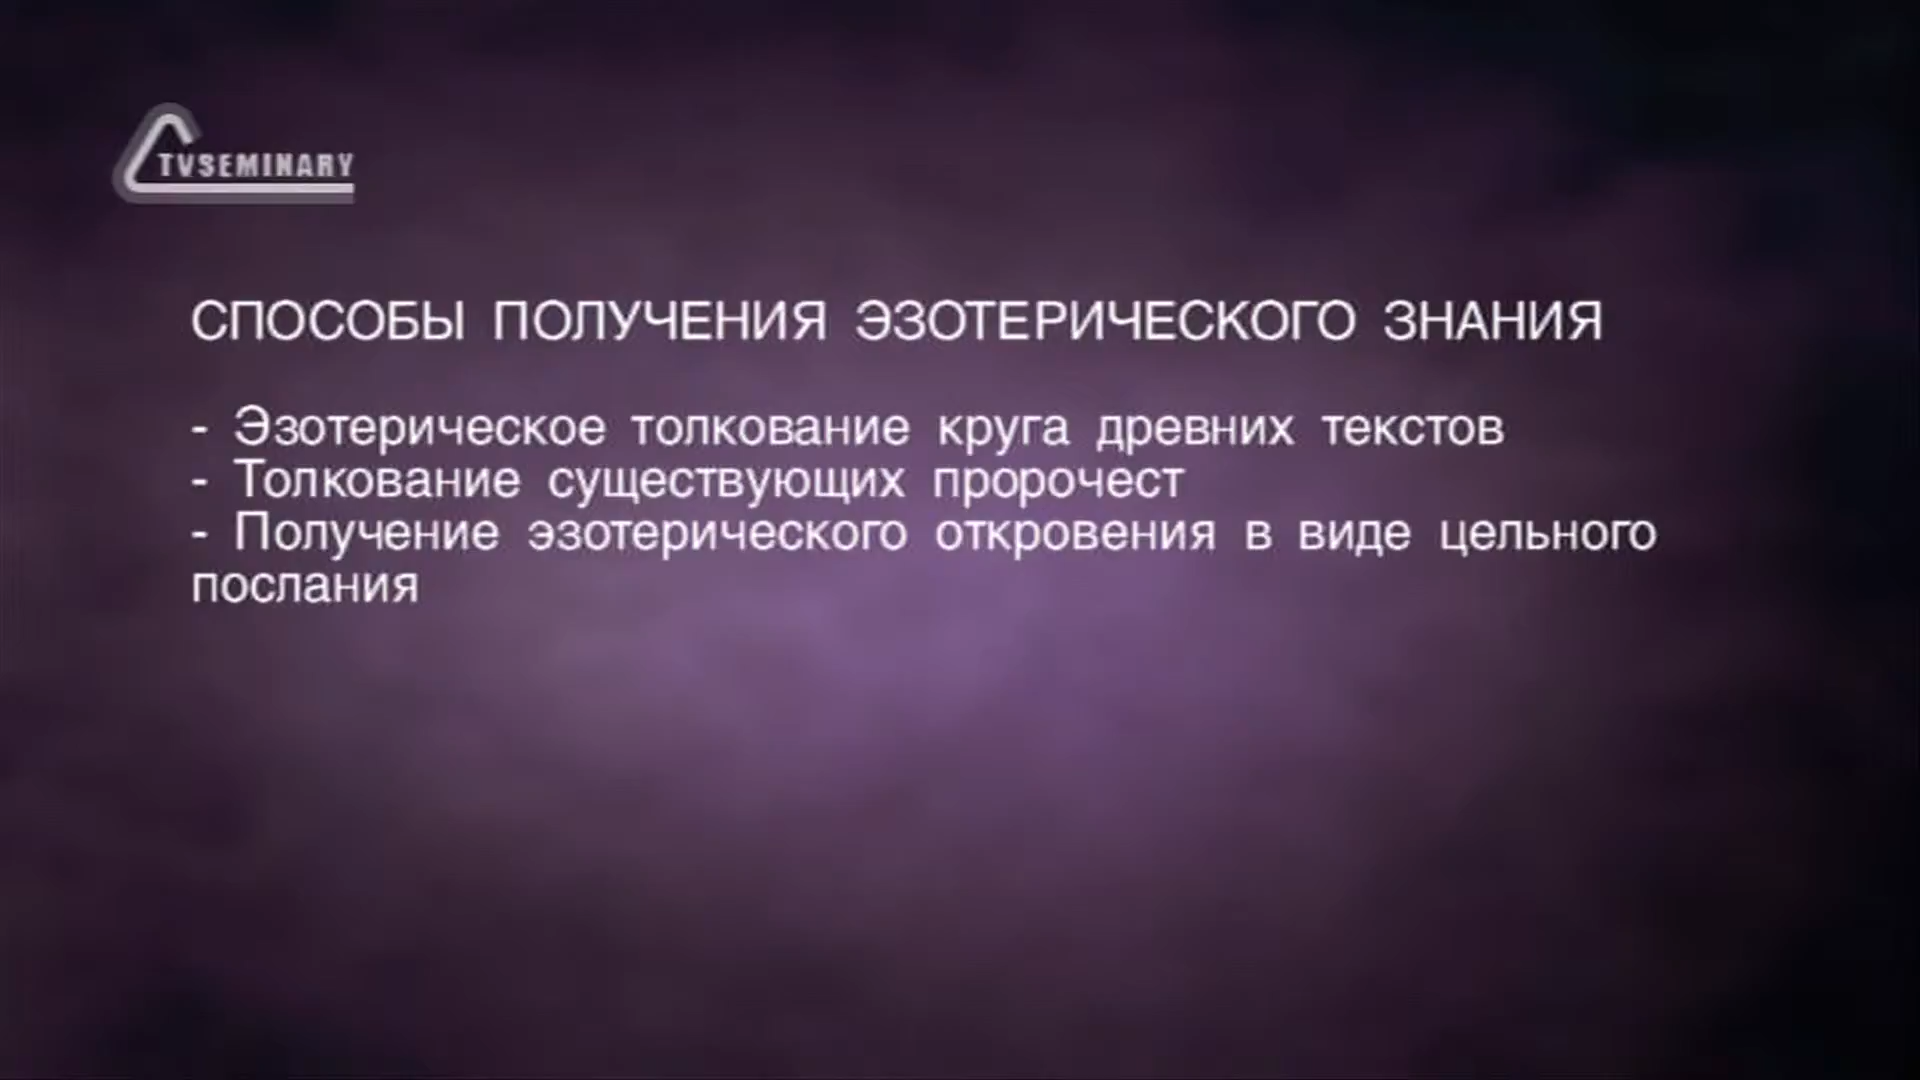 TVSEMINARY
СПОСОБЫ ПОЛУЧЕНИЯ ЭЗОТЕРИЧЕСКОГО ЗНАНИЯ
- Эзотерическое толкование круга древних текстов
- Толкование существующих пророчест
- Получение эзотерического откровения в виде цельного
послания